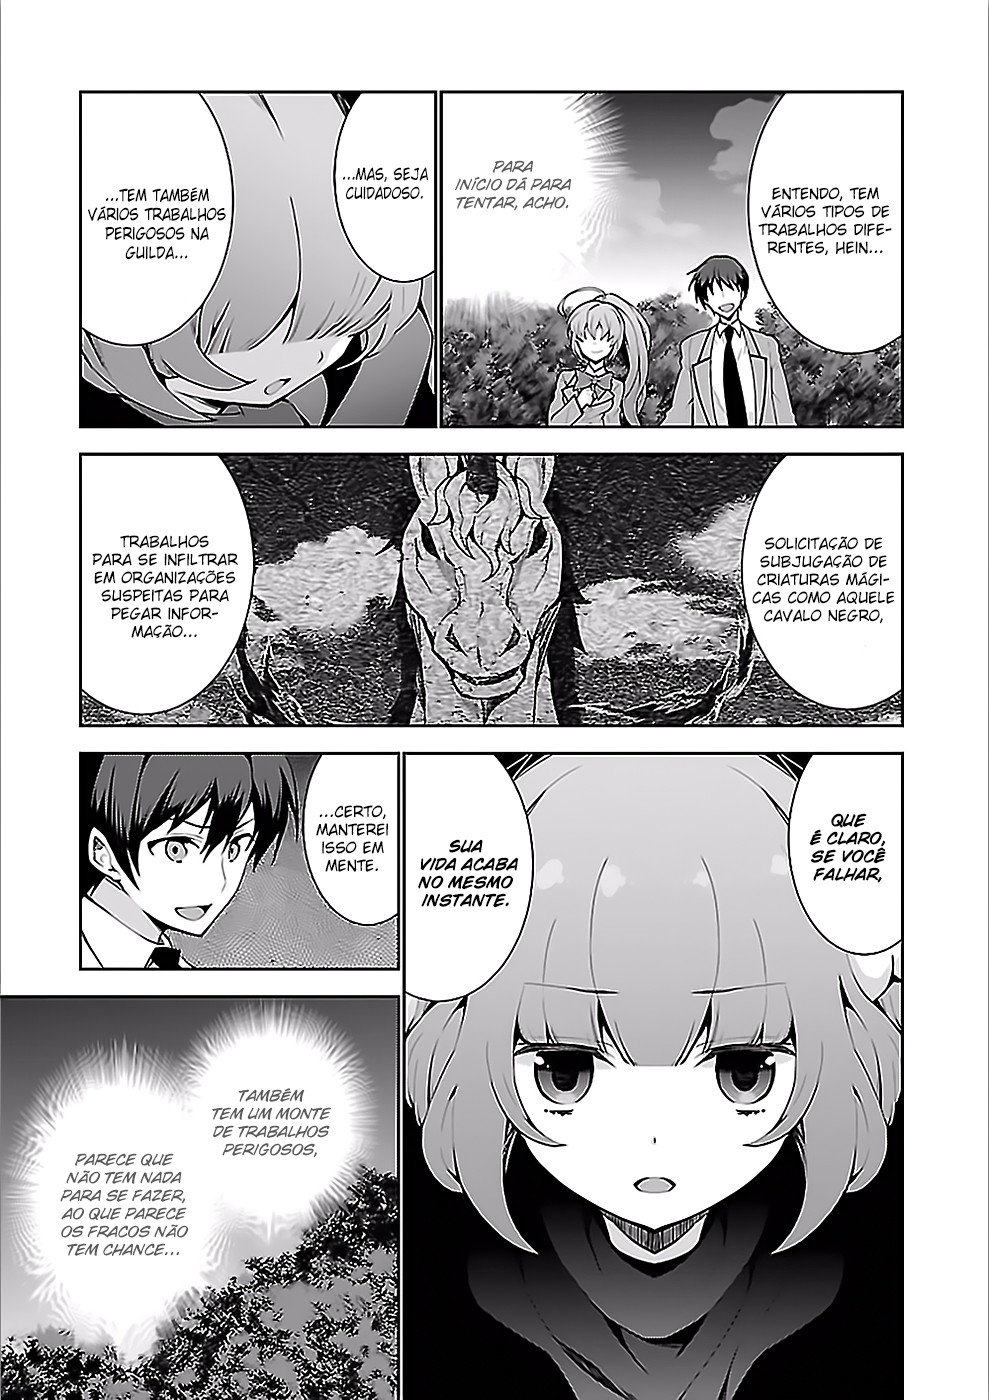 ENTENDO, TEM
VÁRIOS TIPOS DE
TRABALHOS DIFE-
RENTES, HEIN...
PARA
INÍCIO DÁ PARA
TENTAR, ACHO.
...MAS, SEJA
CUIDADOSO.
...TEM TAMBÉM
VÁRIOS TRABALHOS
PERIGOSOS NA
GUILDA...
SOLICITAÇÃO DE
SUBJUGAÇÃO DE
CRIATURAS MÁGI-
CAS COMO AQUELE
CAVALO NEGRO,
TRABALHOS
PARA SE INFILTRAR
EM ORGANIZAÇÕES
SUSPEITAS PARA
PEGAR INFOR-
MAÇÃO...
QUE
É CLARO,
SE VOCÊ
FALHAR,
SUA
VIDA ACABA
NO MESMO
INSTANTE.
...CERTO,
MANTEREI
ISSO EM
MENTE.
TAMBÉM
TEM UM MONTE
DE TRABALHOS
PERIGOSOS,
PARECE QUE
NÃO TEM NADA
PARA SE FAZER,
AO QUE PARECE
OS FRACOS NÃO
TEM CHANCE...